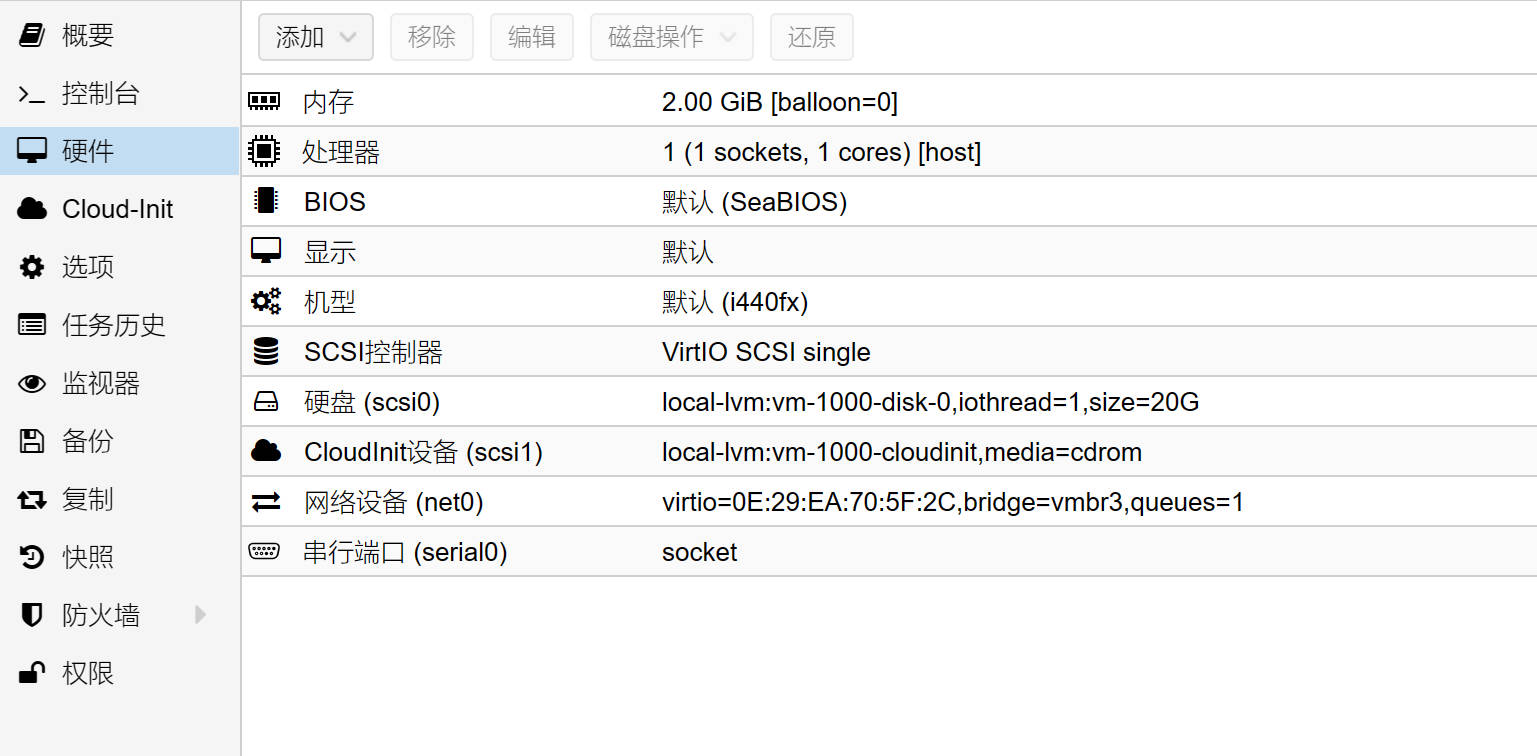 添加 移除 编辑 磁盘操作 还原
概要
控制台
硬件
Cloud-Init
选项
任务历史
监视器
备份
复制
快照
防火墙
权限
内存 2.00 GiB [balloon=0]
处理器 1 (1 sockets, 1 cores) [host]
BIOS 默认 (SeaBIOS)
显示 默认
机型 默认 (i440fx)
SCSI控制器 VirtIO SCSI single
硬盘 (scsi0) local-lvm:vm-1000-disk-0,iothread=1,size=20G
CloudInit设备 (scsi1) local-lvm:vm-1000-cloudinit,media=cdrom
网络设备 (net0) virtio=0E:29:EA:70:5F:2C,bridge=vmbr3,queues=1
串行端口 (serial0) socket